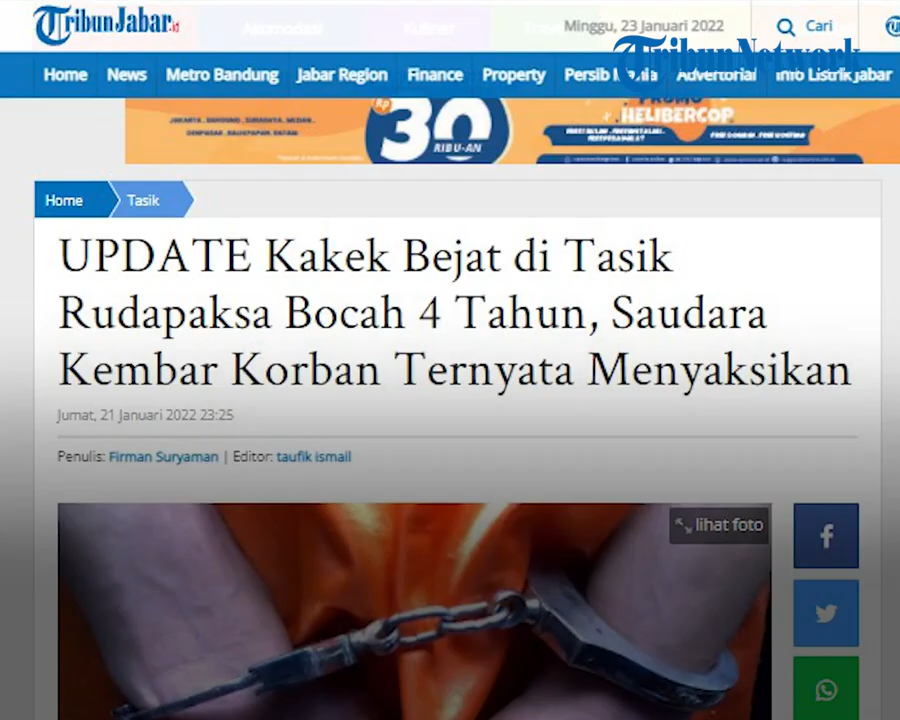 TribunJabar.id
Minggu, 23 Januari 2022
Cari
TribunNetwork
Home News Metro Bandung Jabar Region Finance Property Persib Advertorial Info Listrik Jabar
Rp 30 RIBU-AN
PROMO
HELIBERCOP
Home Tasik
UPDATE Kakek Bejat di Tasik
Rudapaksa Bocah 4 Tahun, Saudara
Kembar Korban Ternyata Menyaksikan
Jumat, 21 Januari 2022 23:25
Penulis: Firman Suryaman | Editor: taufik ismail
lihat foto